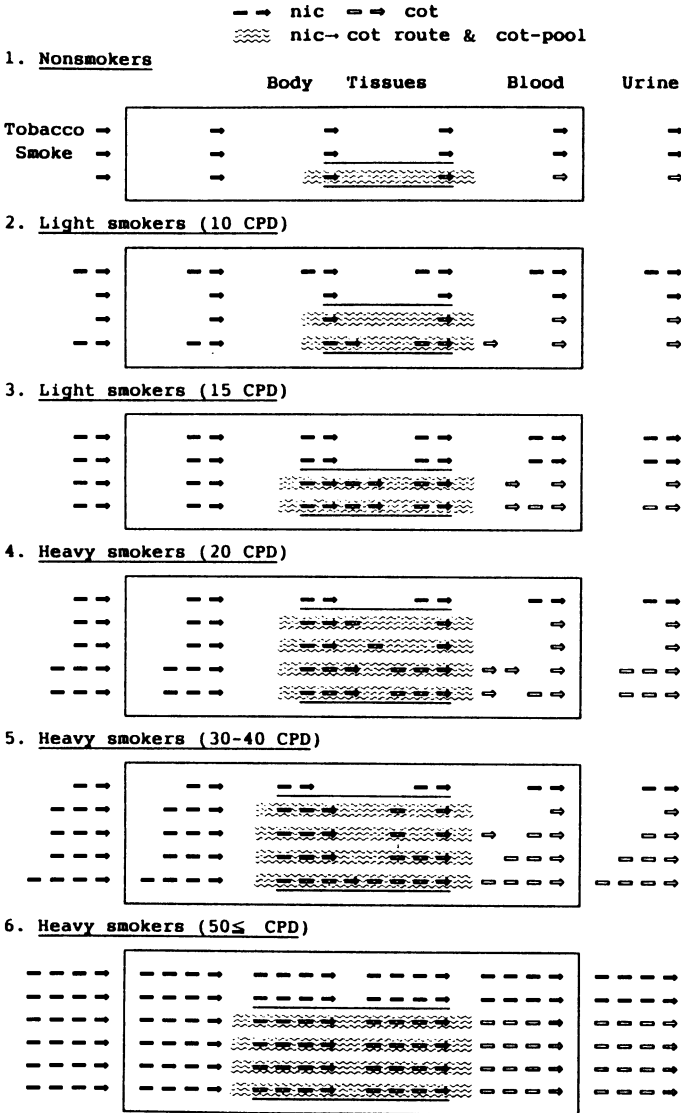 nic cot
nic→ cot route & cot-pool
1. Nonsmokers
Body Tissues Blood Urine
Tobacco
Smoke
2. Light smokers (10 CPD)
3. Light smokers (15 CPD)
4. Heavy smokers (20 CPD)
5. Heavy smokers (30-40 CPD)
6. Heavy smokers (50≤ CPD)